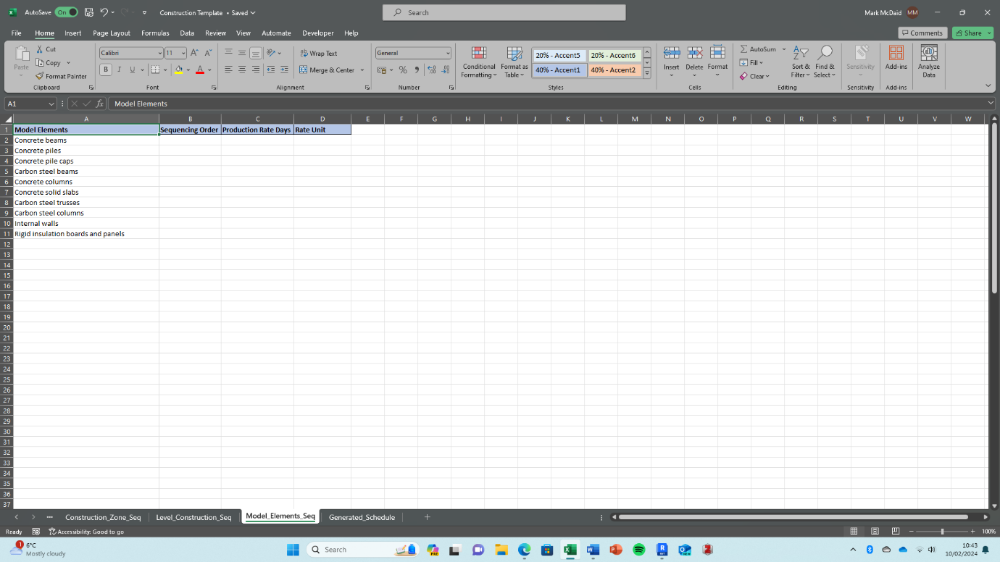 AutoSave On Construction Template • Saved Search Mark McDaid MM
File Home Insert Page Layout Formulas Data Review View Automate Developer Help Comments Share
Paste Cut Copy Format Painter Clipboard
Calibri 11 B I U A Font
Wrap Text Merge & Center Alignment
General % Number
Conditional Formatting Format as Table
20% - Accent5 20% - Accent6
40% - Accent1 40% - Accent2
Styles
Insert Delete Format Cells
AutoSum Fill Clear Sort & Filter Find & Select Editing
Sensitivity Sensitivity
Add-ins Add-ins
Analyze Data
A1 fx Model Elements
A B C D E F G H I J K L M N O P Q R S T U V W
1 Model Elements Sequencing Order Production Rate Days Rate Unit
2 Concrete beams
3 Concrete piles
4 Concrete pile caps
5 Carbon steel beams
6 Concrete columns
7 Concrete solid slabs
8 Carbon steel trusses
9 Carbon steel columns
10 Internal walls
11 Rigid insulation boards and panels
12
13
14
15
16
17
18
19
20
21
22
23
24
25
26
27
28
29
30
31
32
33
34
35
36
37
Construction_Zone_Seq Level_Construction_Seq Model_Elements_Seq Generated_Schedule
Ready Accessibility: Good to go 100%
1 6°C Search 10:43
Mostly cloudy 10/02/2024